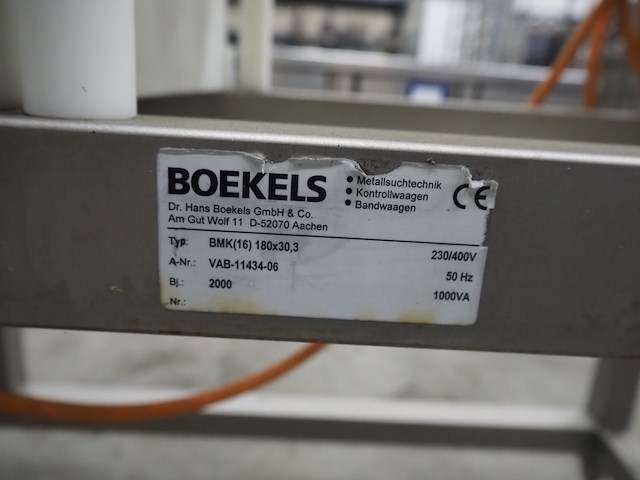 BOEKELS
• Metallsuchtechnik
• Kontrollwaagen
• Bandwaagen
CE
Dr. Hans Boekels GmbH & Co.
Am Gut Wolf 11 D-52070 Aachen
Typ: BMK(16) 180x30,3 230/400V
A-Nr.: VAB-11434-06 50 Hz
Bj.: 2000 1000VA
Nr.: